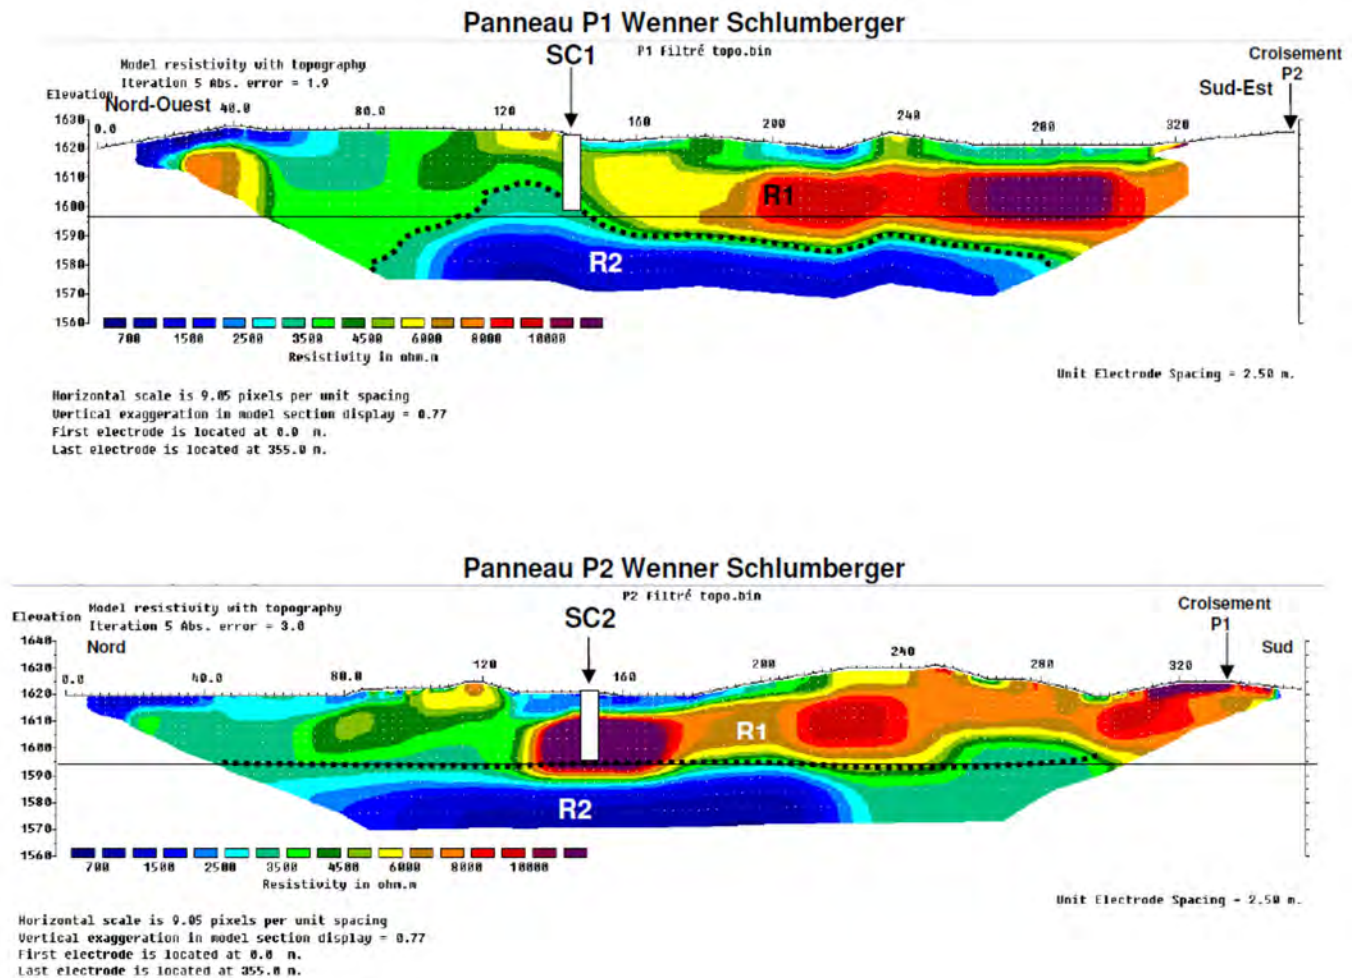 Panneau P1 Wenner Schlumberger
P1 Filtré topo.bin
SC1
Croisement
P2
Model resistivity with topography
Iteration 5 Abs. error = 1.9
Elevation
Nord-Ouest
Sud-Est
0.0 40.0 80.0 120 160 200 240 280 320
1630
1620
1610
1600
1590
1580
1570
1560
R1
R2
700 1500 2500 3500 4500 6000 8000 10000
Resistivity in ohm.m
Unit Electrode Spacing = 2.50 m.
Horizontal scale is 9.05 pixels per unit spacing
Vertical exaggeration in model section display = 0.77
First electrode is located at 0.0 m.
Last electrode is located at 355.0 m.
Panneau P2 Wenner Schlumberger
P2 Filtré topo.bin
SC2
Croisement
P1
Elevation
Model resistivity with topography
Iteration 5 Abs. error = 3.0
Nord
Sud
0.0 40.0 80.0 120 160 200 240 280 320
1640
1630
1620
1610
1600
1590
1580
1570
1560
R1
R2
700 1500 2500 3500 4500 6000 8000 10000
Resistivity in ohm.m
Unit Electrode Spacing = 2.50 m.
Horizontal scale is 9.05 pixels per unit spacing
Vertical exaggeration in model section display = 0.77
First electrode is located at 0.0 m.
Last electrode is located at 355.0 m.